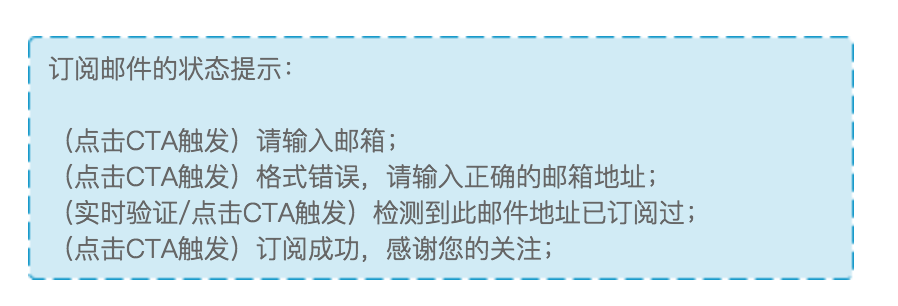 订阅邮件的状态提示：
（点击CTA触发）请输入邮箱；
（点击CTA触发）格式错误，请输入正确的邮箱地址；
（实时验证/点击CTA触发）检测到此邮件地址已订阅过；
（点击CTA触发）订阅成功，感谢您的关注；